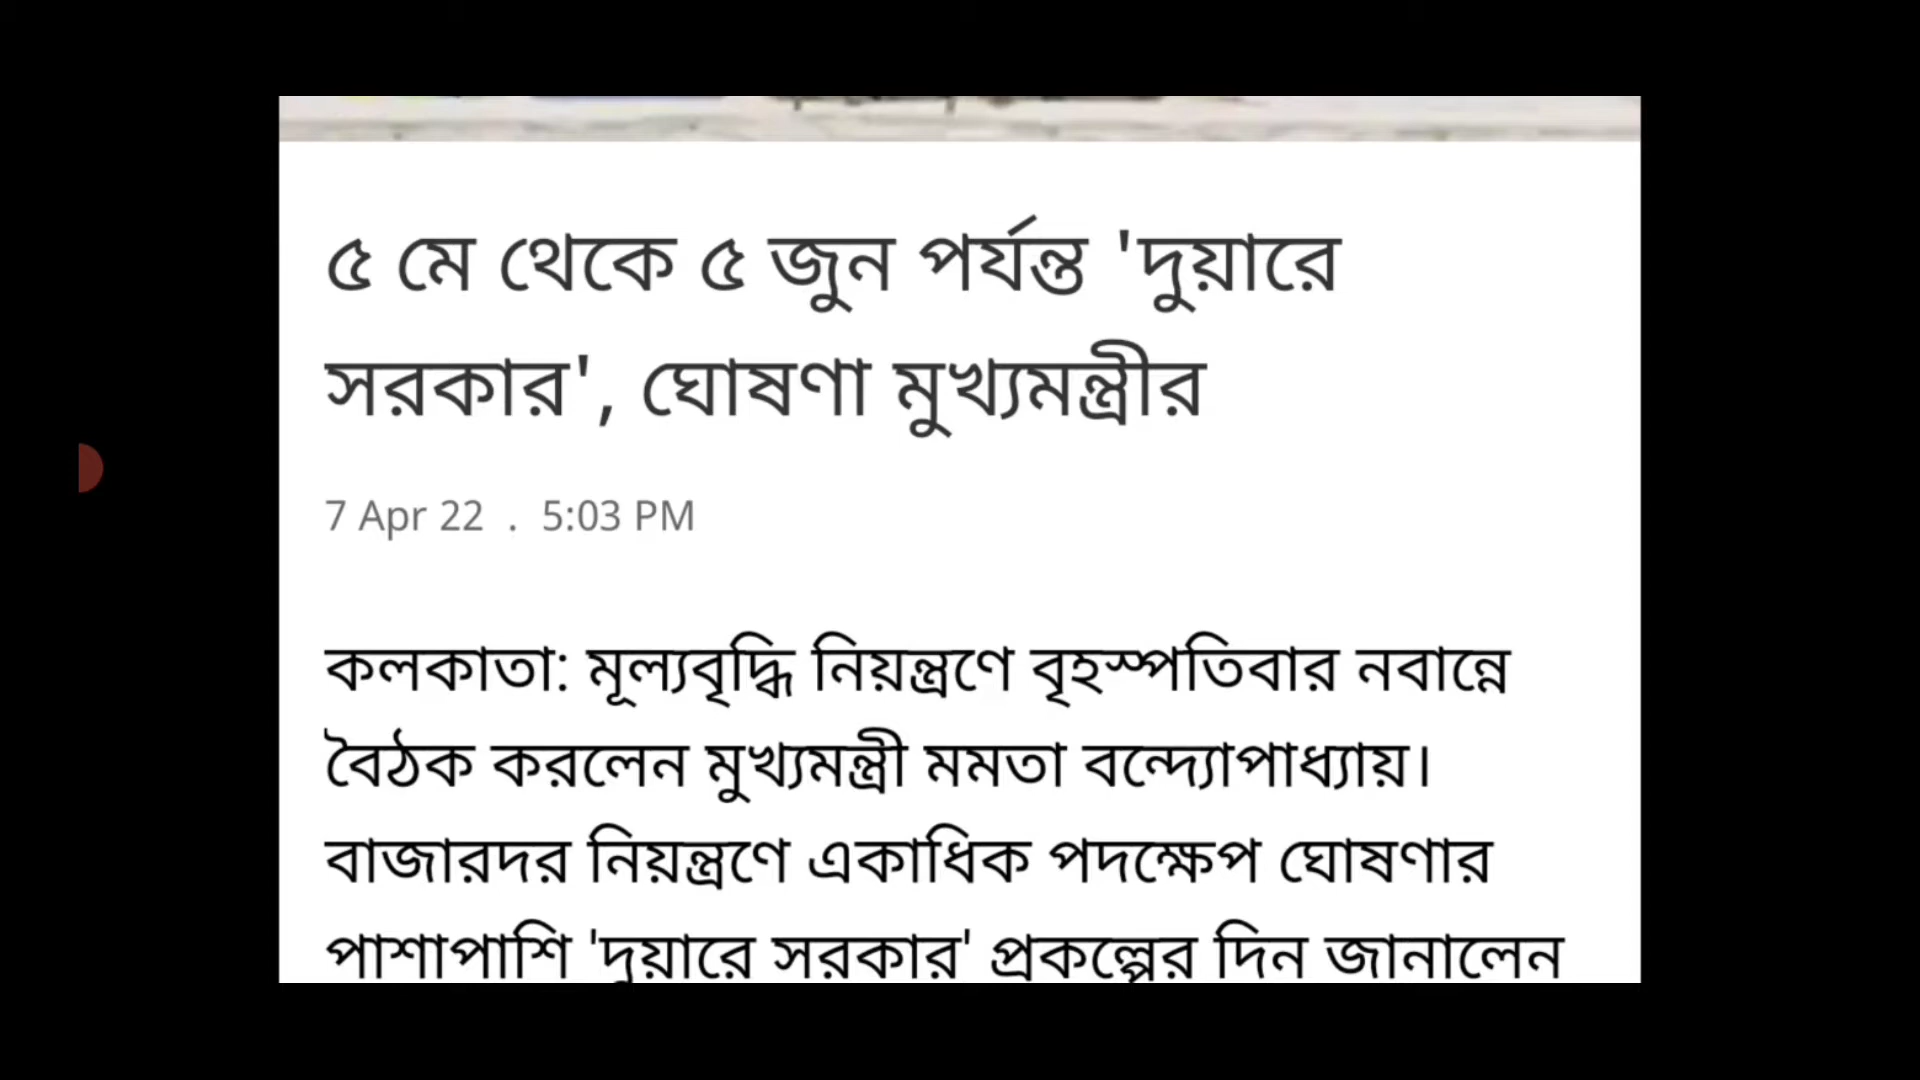 ৫ মে থেকে ৫ জুন পর্যন্ত 'দুয়ারে
সরকার', ঘোষণা মুখ্যমন্ত্রীর
7 Apr 22 . 5:03 PM
কলকাতা: মূল্যবৃদ্ধি নিয়ন্ত্রণে বৃহস্পতিবার নবান্নে
বৈঠক করলেন মুখ্যমন্ত্রী মমতা বন্দ্যোপাধ্যায়।
বাজারদর নিয়ন্ত্রণে একাধিক পদক্ষেপ ঘোষণার
পাশাপাশি 'দুয়ারে সরকার' প্রকল্পের দিন জানালেন